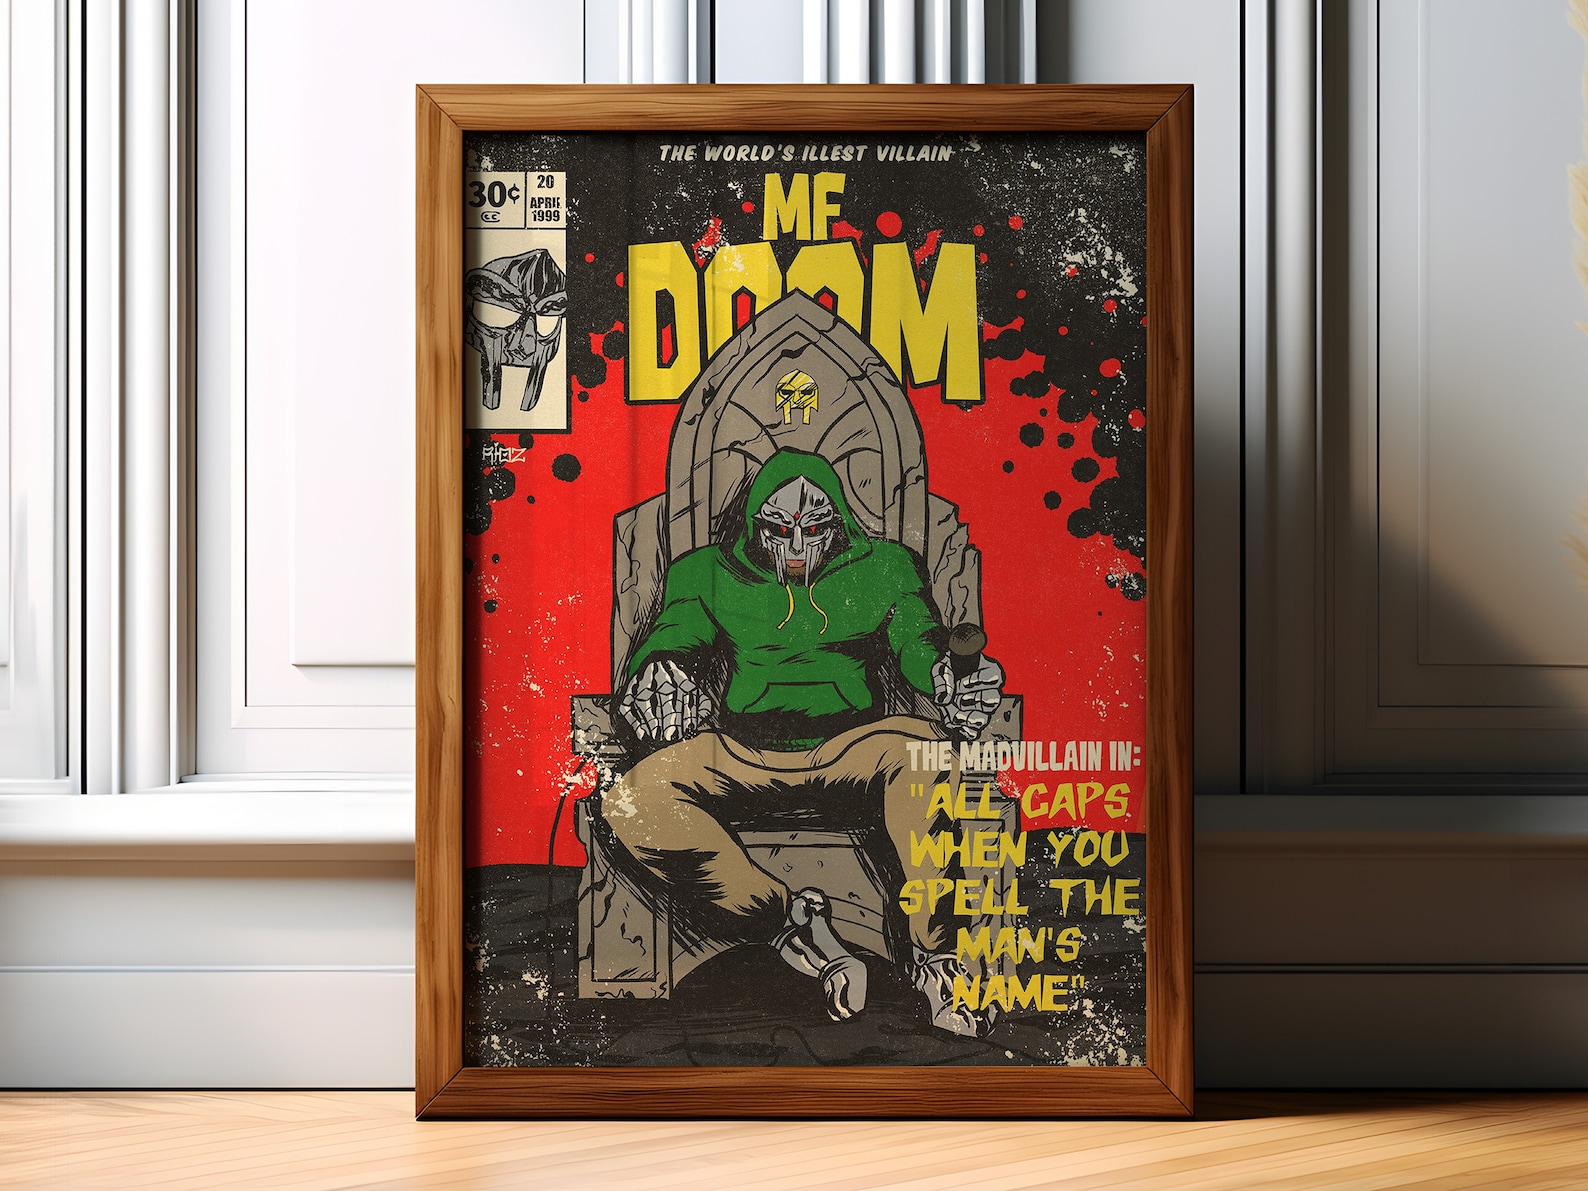 THE WORLD'S ILLEST VILLAIN
MF
DOOM
30¢
CC
20
APRIL
1999
THE MADVILLAIN IN:
"ALL CAPS
WHEN YOU
SPELL THE
MAN'S
NAME"